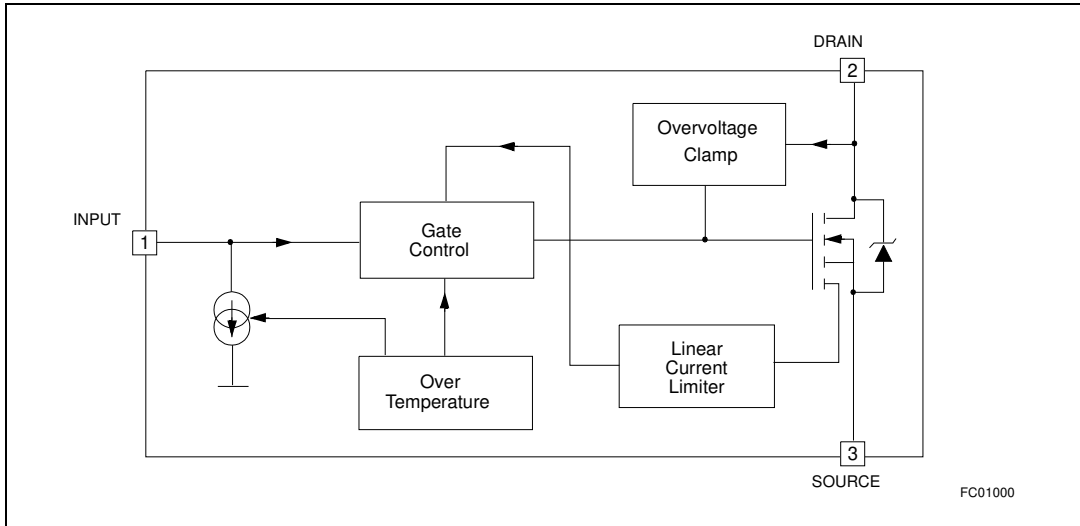 DRAIN
2
Overvoltage
Clamp
INPUT
1
Gate
Control
Over
Temperature
Linear
Current
Limiter
3
SOURCE
FC01000